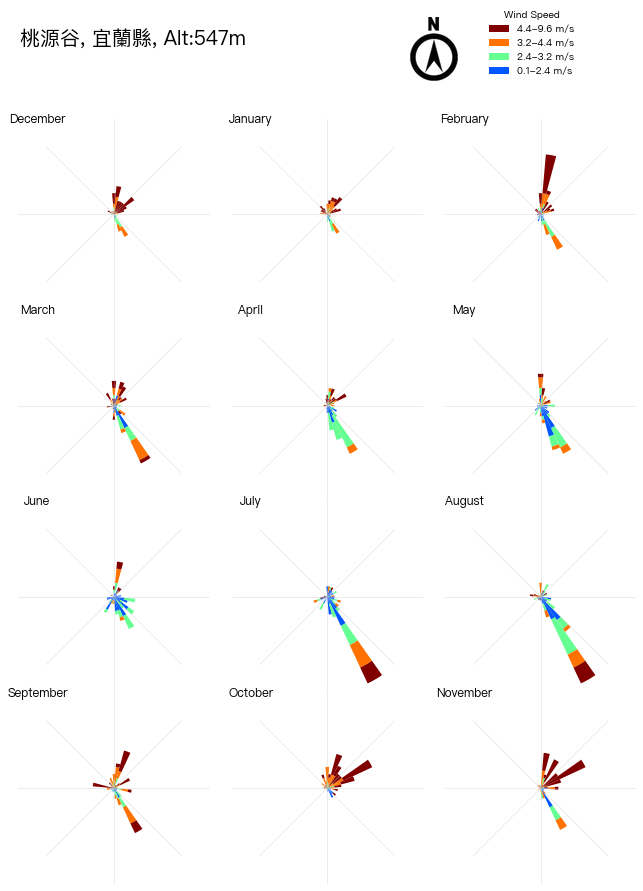 桃源谷, 宜蘭縣, Alt:547m
N
Wind Speed
4.4–9.6 m/s
3.2–4.4 m/s
2.4–3.2 m/s
0.1–2.4 m/s
December
January
February
March
April
May
June
July
August
September
October
November